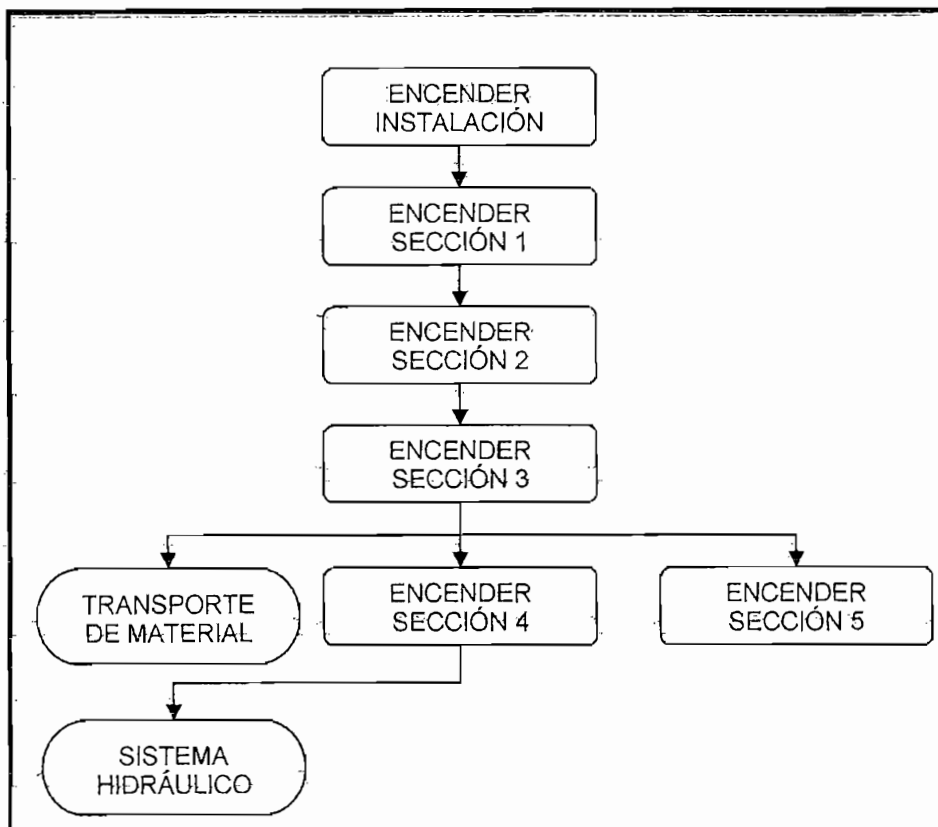 ENCENDER
INSTALACIÓN
ENCENDER
SECCIÓN 1
ENCENDER
SECCIÓN 2
ENCENDER
SECCIÓN 3
TRANSPORTE
DE MATERIAL
ENCENDER
SECCIÓN 4
ENCENDER
SECCIÓN 5
SISTEMA
HIDRÁULICO